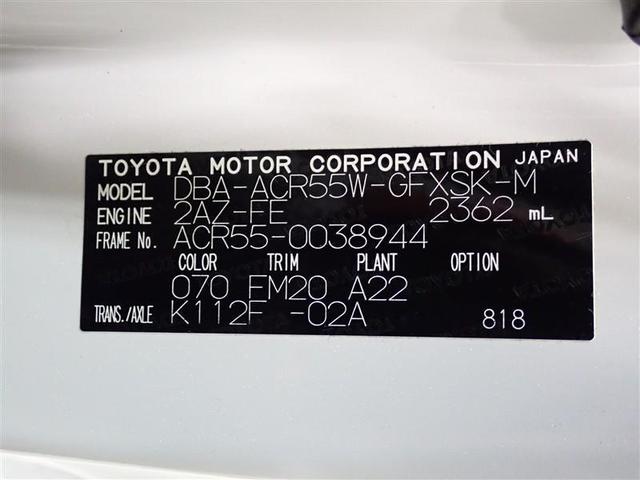 TOYOTA MOTOR CORPORATION JAPAN
MODEL DBA-ACR55W-GFXSK-M
ENGINE 2AZ-FE 2362 mL
FRAME No. ACR55-0038944
COLOR TRIM PLANT OPTION
070 FM20 A22
TRANS./AXLE K112F -02A 818